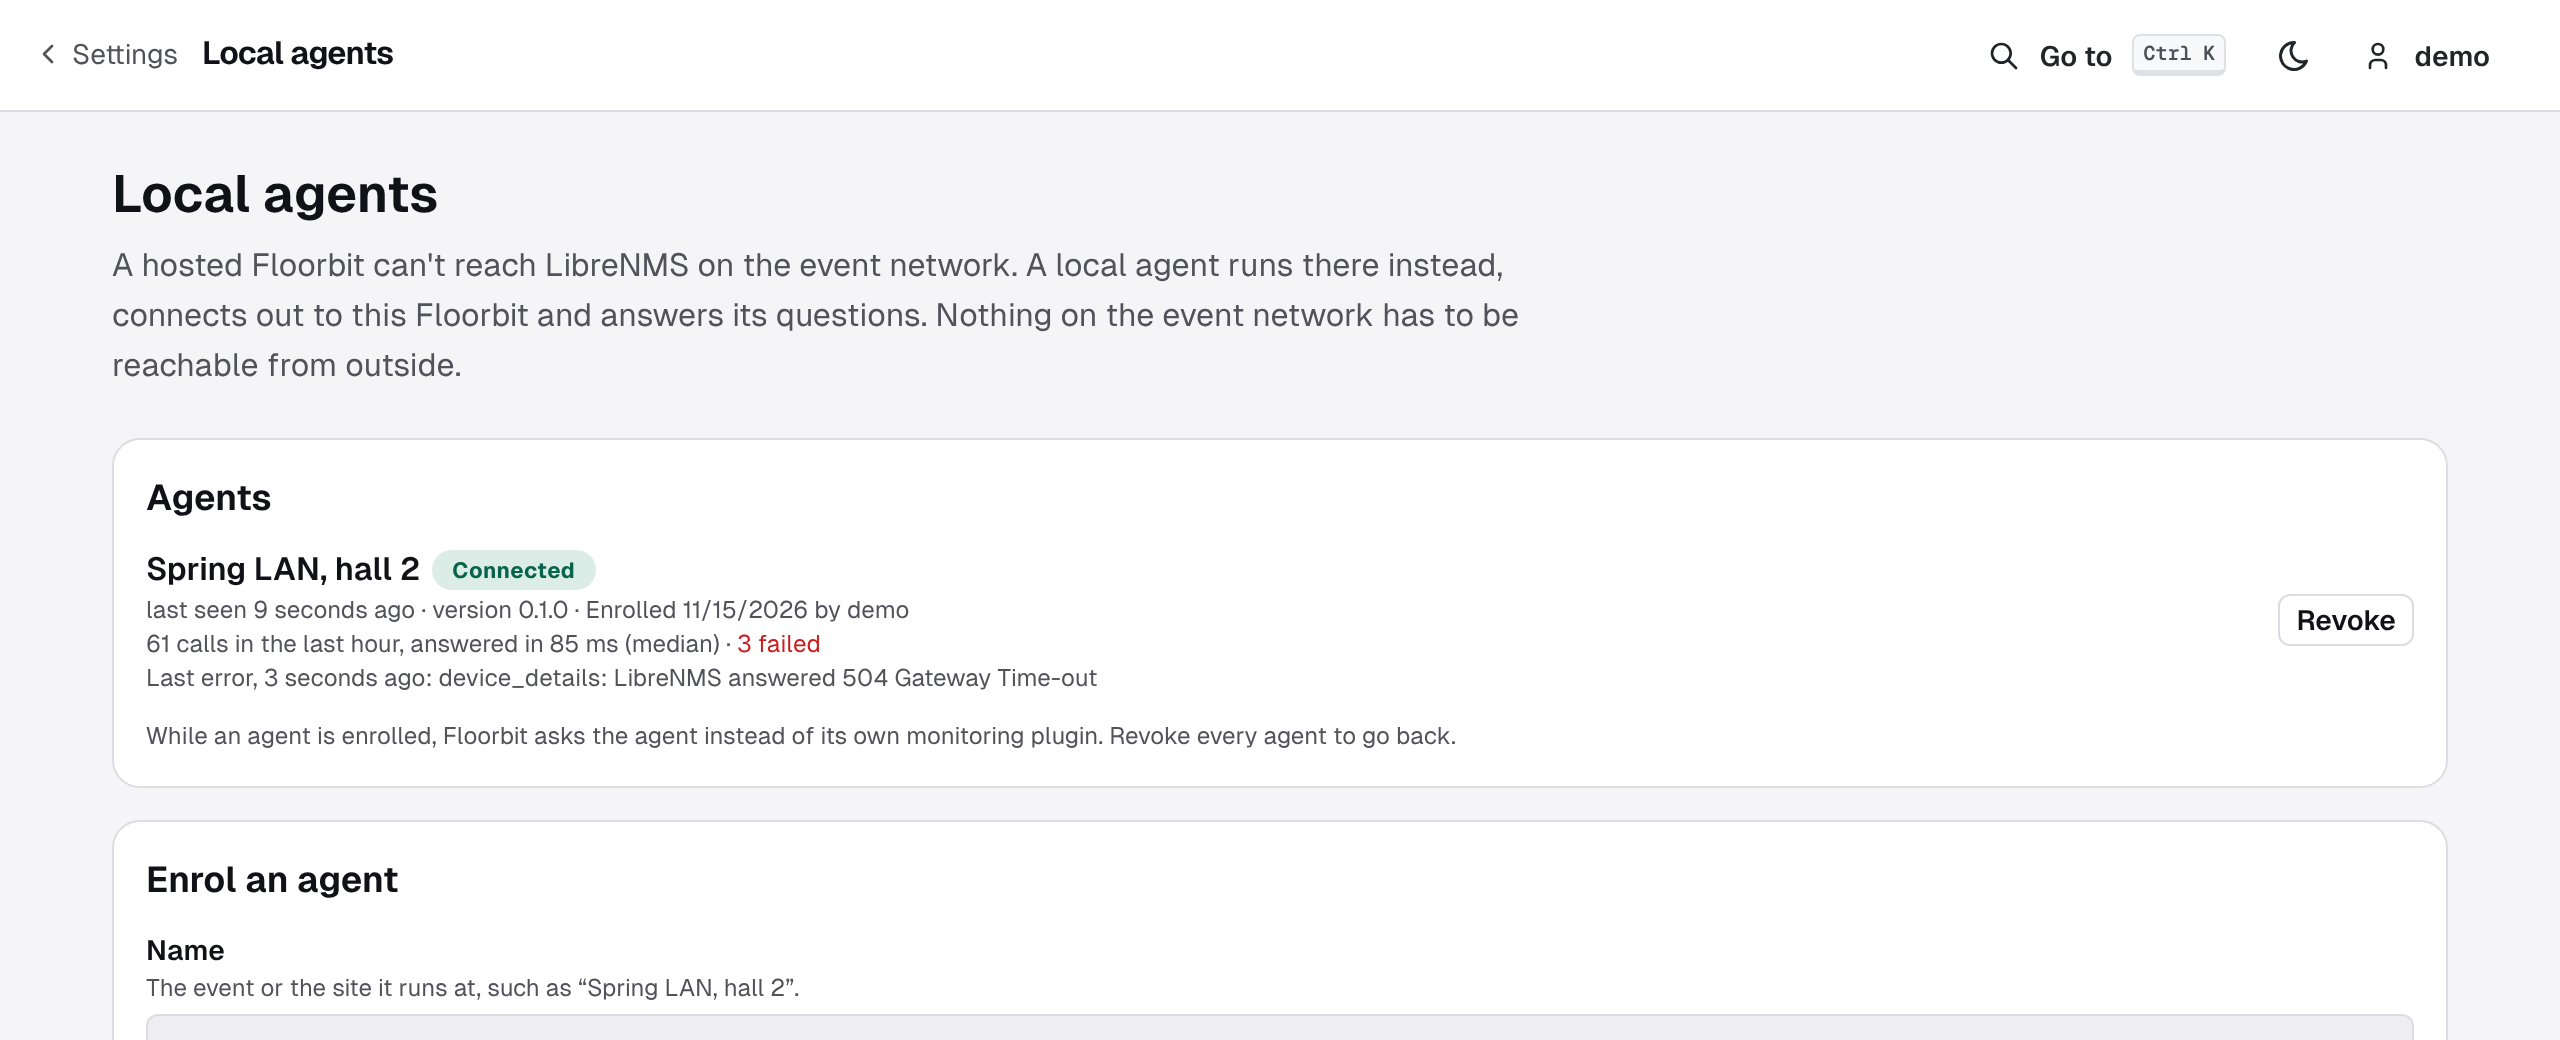 Settings Local agents
Go to Ctrl K demo
Local agents
A hosted Floorbit can't reach LibreNMS on the event network. A local agent runs there instead,
connects out to this Floorbit and answers its questions. Nothing on the event network has to be
reachable from outside.
Agents
Spring LAN, hall 2 Connected
last seen 9 seconds ago · version 0.1.0 · Enrolled 11/15/2026 by demo
61 calls in the last hour, answered in 85 ms (median) · 3 failed
Last error, 3 seconds ago: device_details: LibreNMS answered 504 Gateway Time-out
Revoke
While an agent is enrolled, Floorbit asks the agent instead of its own monitoring plugin. Revoke every agent to go back.
Enrol an agent
Name
The event or the site it runs at, such as “Spring LAN, hall 2”.